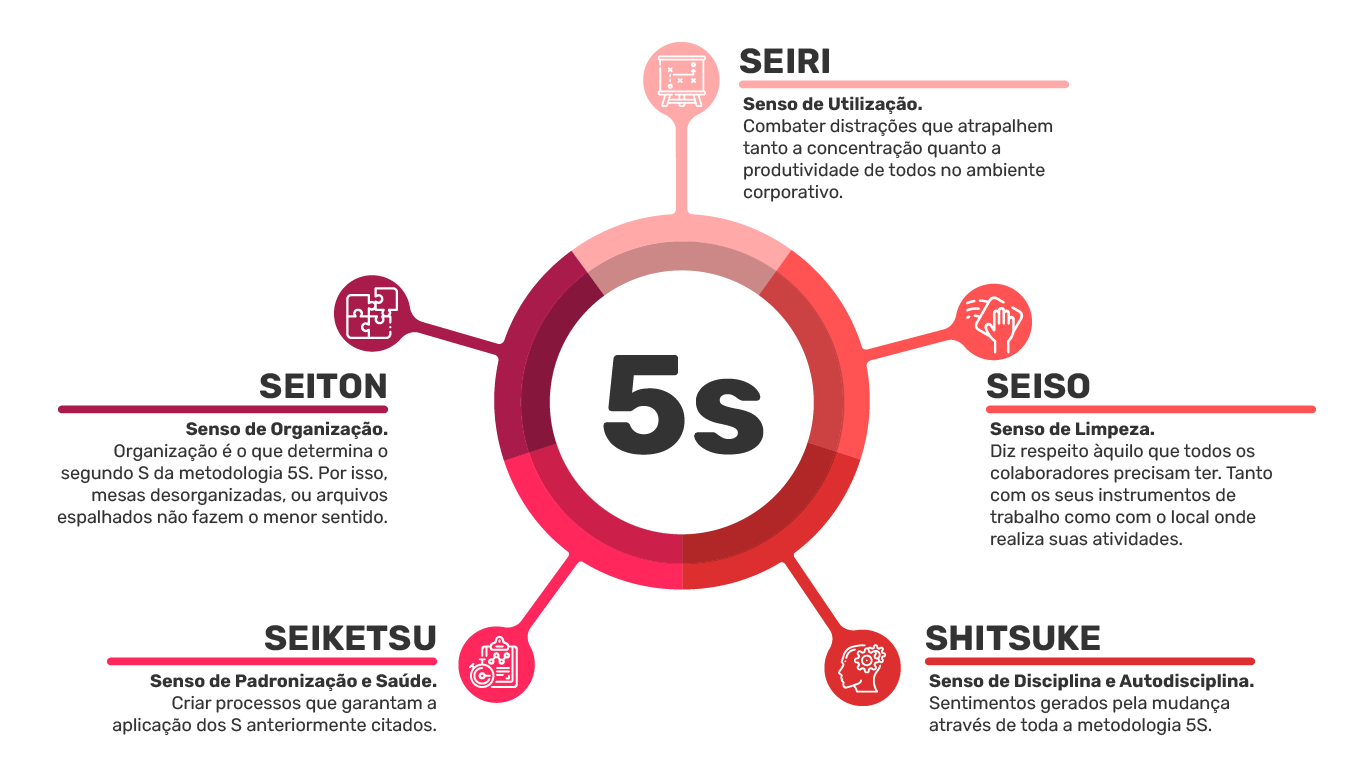 SEIRI
Senso de Utilização.
Combater distrações que atrapalhem
tanto a concentração quanto a
produtividade de todos no ambiente
corporativo.
5s
SEITON
Senso de Organização.
Organização é o que determina o
segundo S da metodologia 5S. Por isso,
mesas desorganizadas, ou arquivos
espalhados não fazem o menor sentido.
SEISO
Senso de Limpeza.
Diz respeito àquilo que todos os
colaboradores precisam ter. Tanto
com os seus instrumentos de
trabalho como com o local onde
realiza suas atividades.
SEIKETSU
Senso de Padronização e Saúde.
Criar processos que garantam a
aplicação dos S anteriormente citados.
SHITSUKE
Senso de Disciplina e Autodisciplina.
Sentimentos gerados pela mudança
através de toda a metodologia 5S.